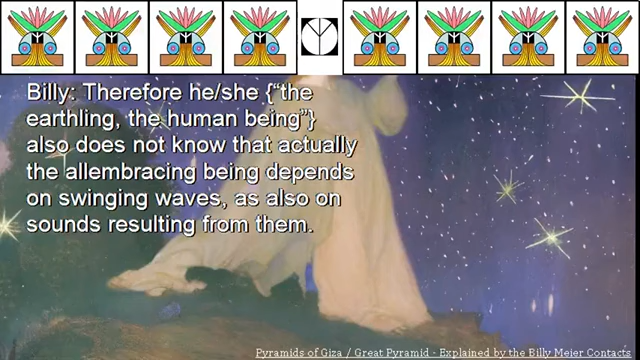 Billy: Therefore he/she {“the
earthling, the human being”}
also does not know that actually
the allembracing being depends
on swinging waves, as also on
sounds resulting from them.
Pyramids of Giza / Great Pyramid - Explained by the Billy Meier Contacts